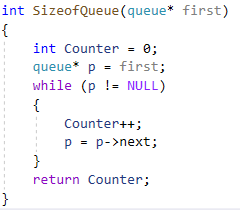 int SizeofQueue(queue* first)
{
    int Counter = 0;
    queue* p = first;
    while (p != NULL)
    {
        Counter++;
        p = p->next;
    }
    return Counter;
}